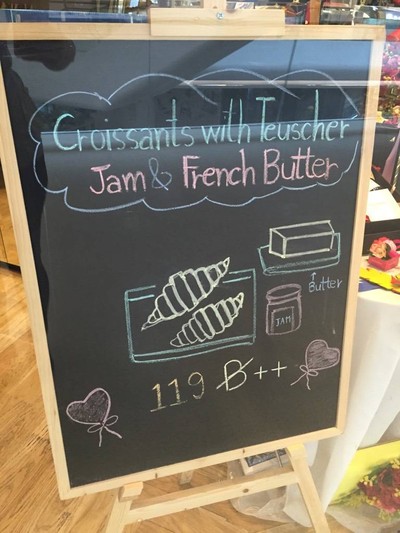 Croissants with Teuscher
Jam & French Butter
↑
Butter
JAM
119 ฿++